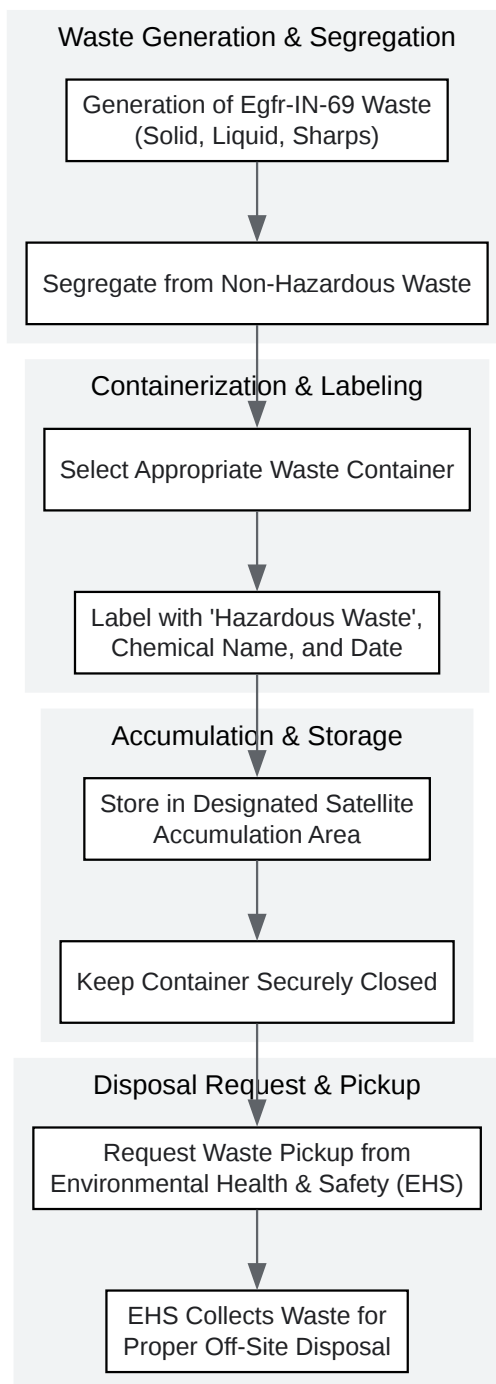 Waste Generation & Segregation
Generation of Egfr-IN-69 Waste
(Solid, Liquid, Sharps)
Segregate from Non-Hazardous Waste
Containerization & Labeling
Select Appropriate Waste Container
Label with 'Hazardous Waste',
Chemical Name, and Date
Accumulation & Storage
Store in Designated Satellite
Accumulation Area
Keep Container Securely Closed
Disposal Request & Pickup
Request Waste Pickup from
Environmental Health & Safety (EHS)
EHS Collects Waste for
Proper Off-Site Disposal